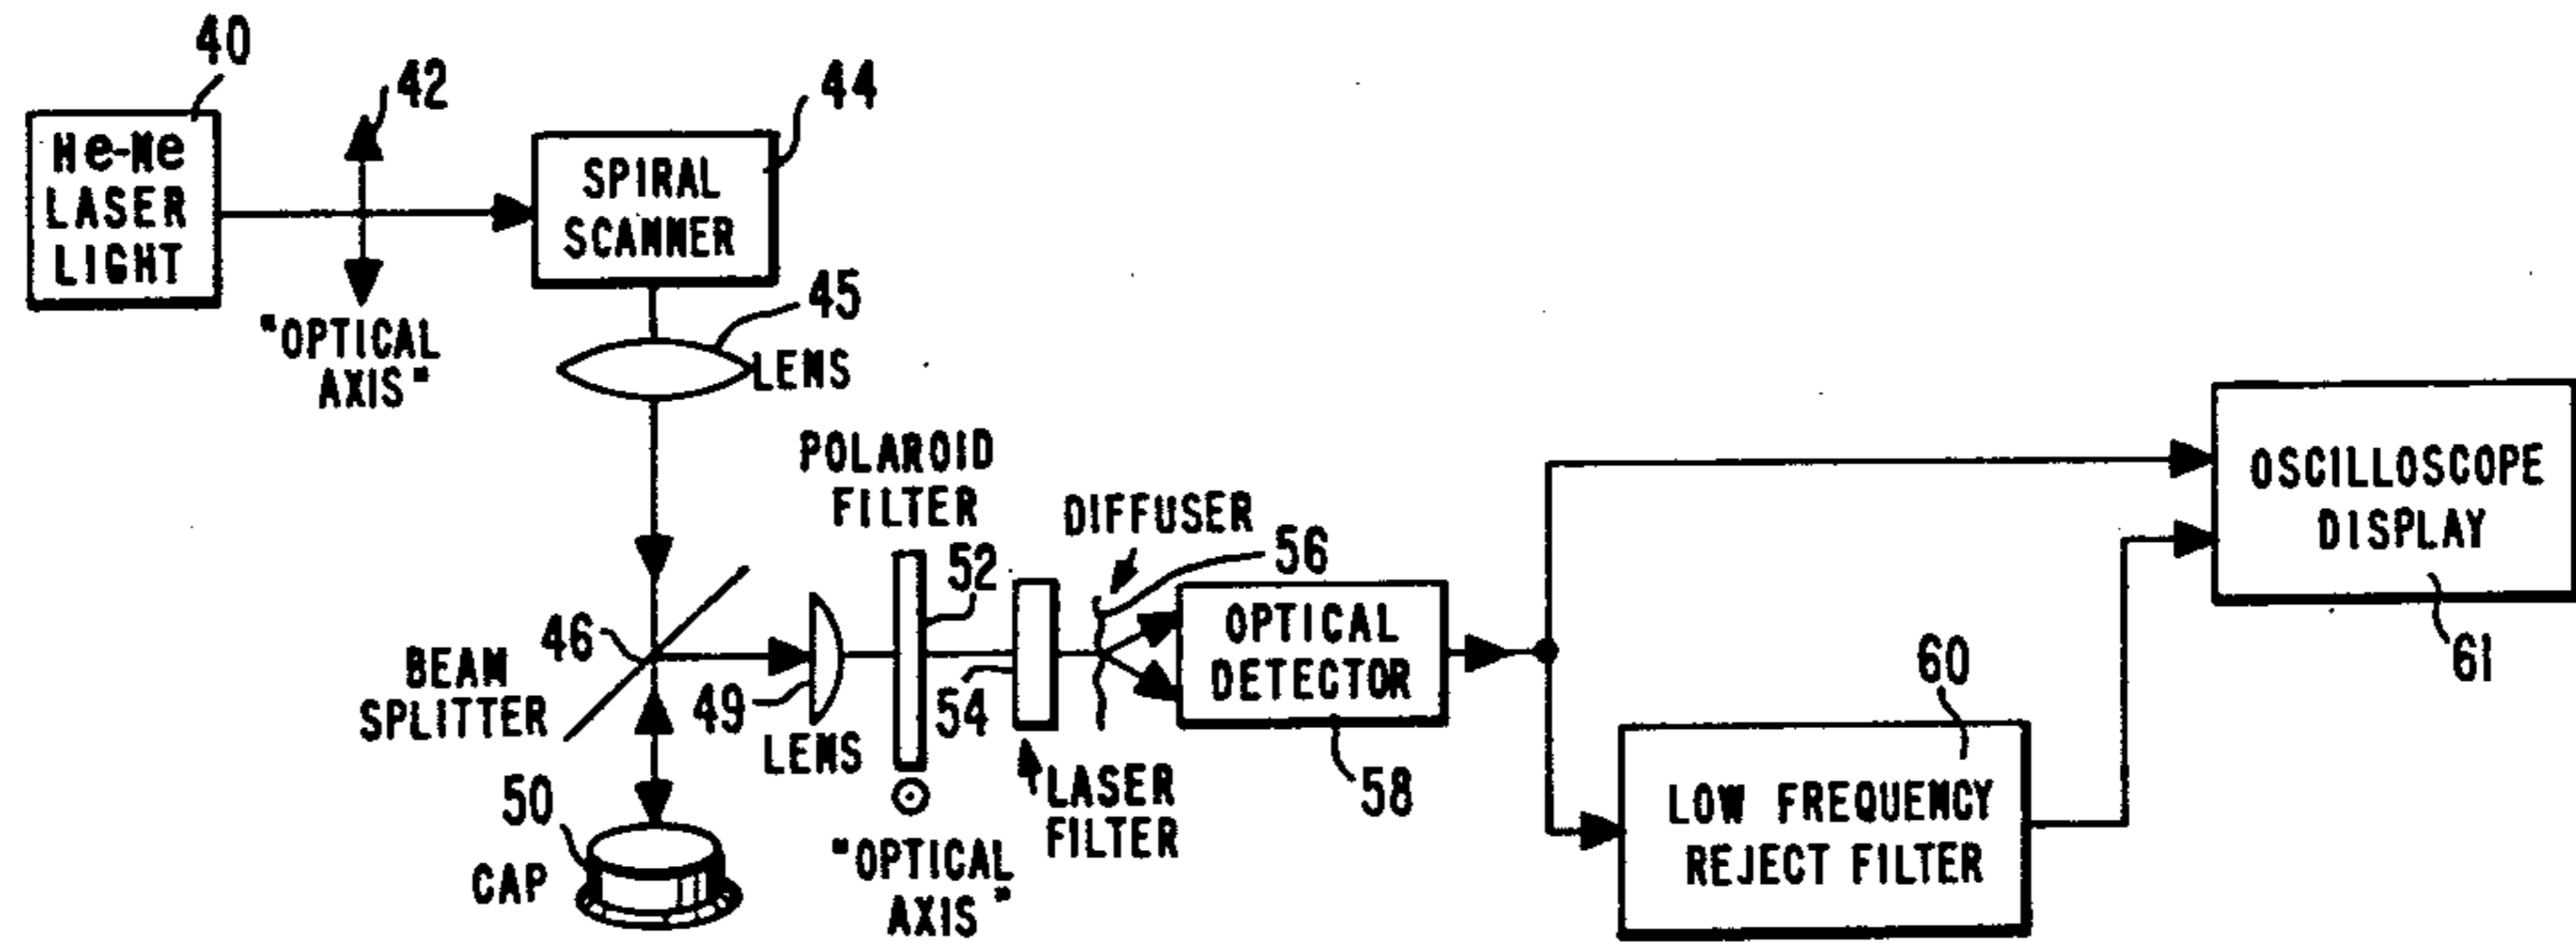 40
He-Ne
LASER
LIGHT
42
"OPTICAL
AXIS"
44
SPIRAL
SCANNER
45
LENS
46
BEAM
SPLITTER
50
CAP
49
LENS
POLAROID
FILTER
52
"OPTICAL
AXIS"
54
LASER
FILTER
DIFFUSER
56
OPTICAL
DETECTOR
58
60
LOW FREQUENCY
REJECT FILTER
OSCILLOSCOPE
DISPLAY
61